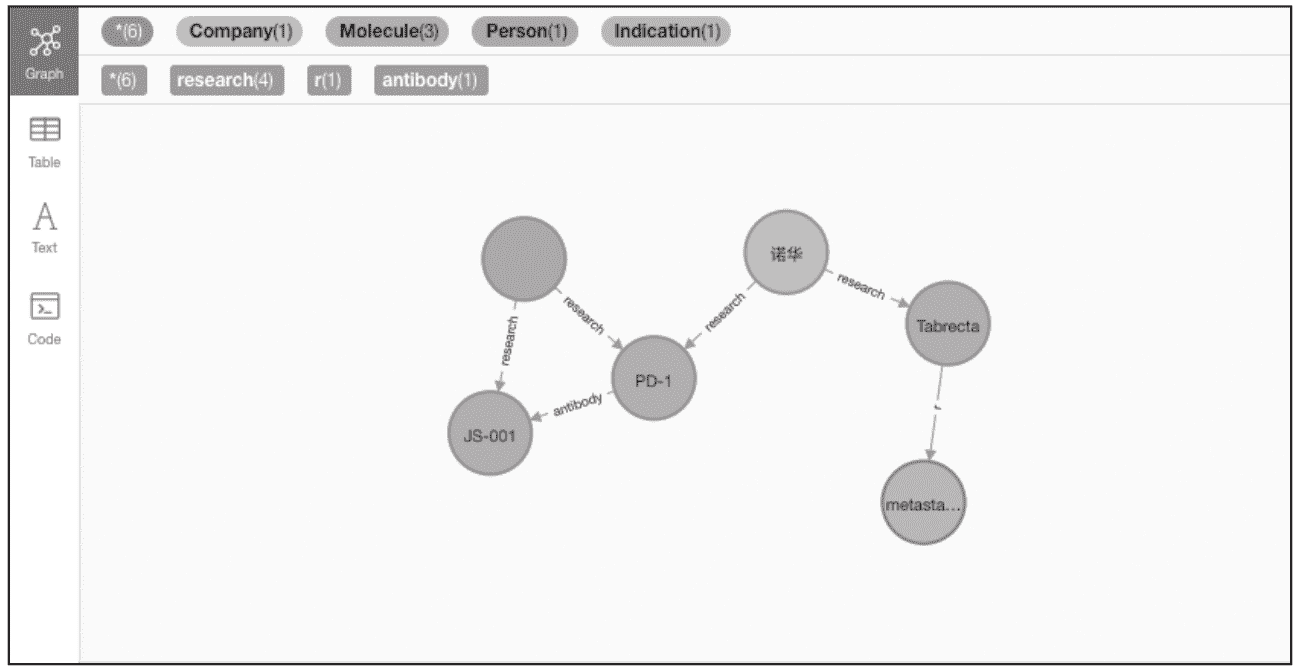 *(6) Company(1) Molecule(3) Person(1) Indication(1)
*(6) research(4) r(1) antibody(1)
Graph
Table
Text
Code
诺华
research
Tabrecta
research
research
research
PD-1
antibody
JS-001
r
metasta...